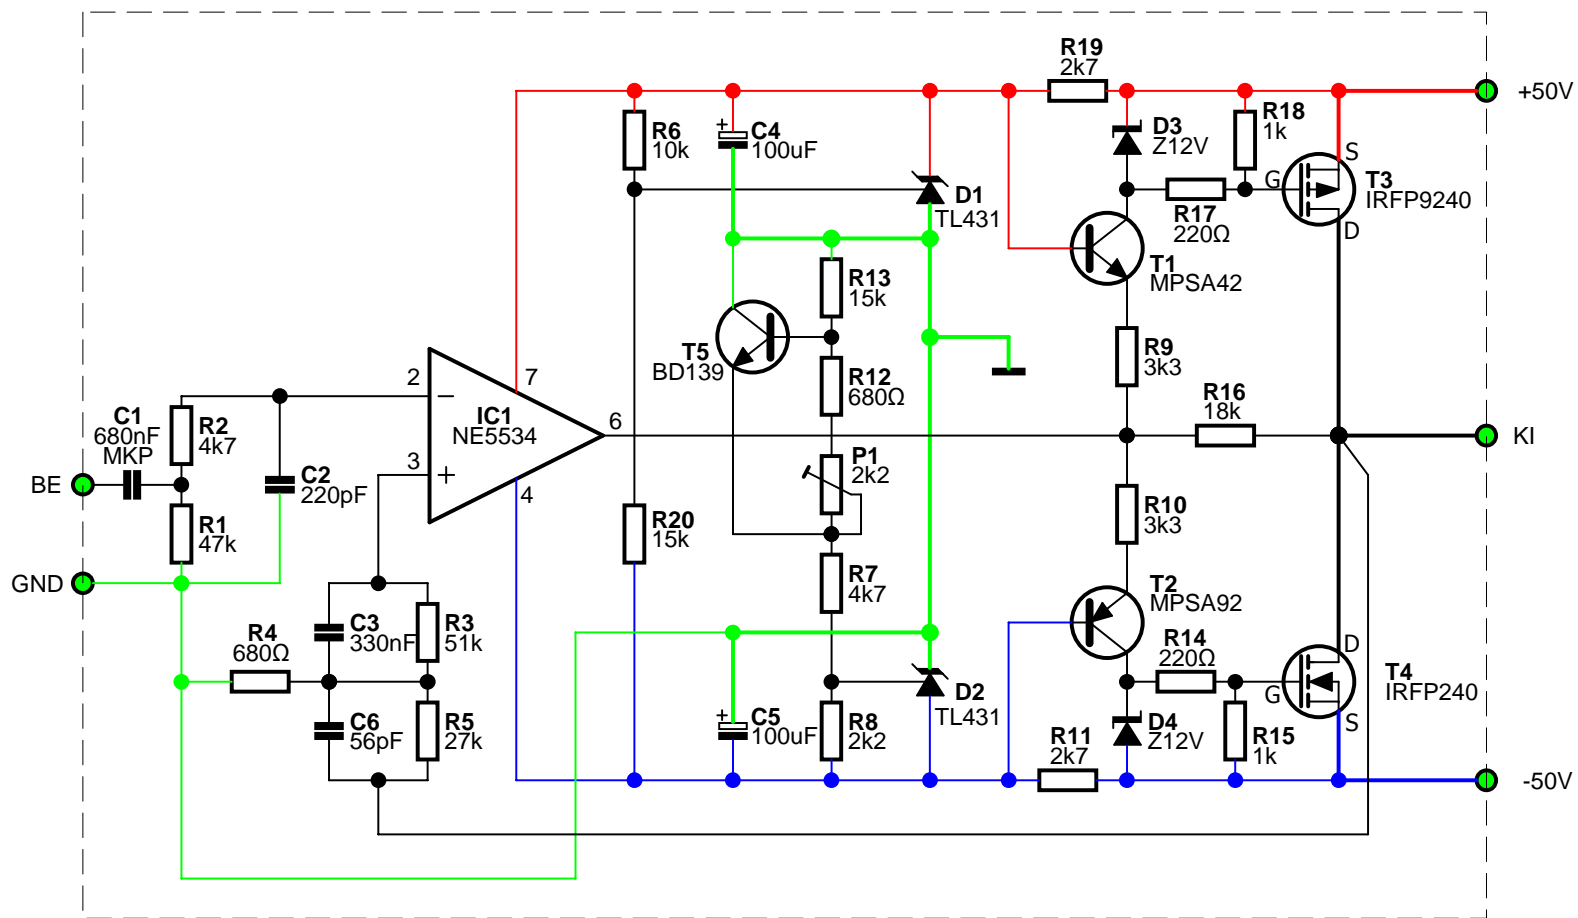 R19
2k7
+50V
R6
10k
+
C4
100uF
D3
Z12V
R18
1k
S
G
T3
IRFP9240
D
D1
TL431
R17
220Ω
T1
MPSA42
R13
15k
T5
BD139
R12
680Ω
R9
3k3
2
7
IC1
NE5534
−
6
3
+
4
R16
18k
KI
C1
680nF
MKP
R2
4k7
BE
C2
220pF
P1
2k2
R1
47k
R20
15k
R10
3k3
GND
R7
4k7
T2
MPSA92
C3
330nF
R3
51k
R4
680Ω
R14
220Ω
D
G
S
T4
IRFP240
D2
TL431
C6
56pF
R5
27k
+
C5
100uF
R8
2k2
R11
2k7
D4
Z12V
R15
1k
-50V